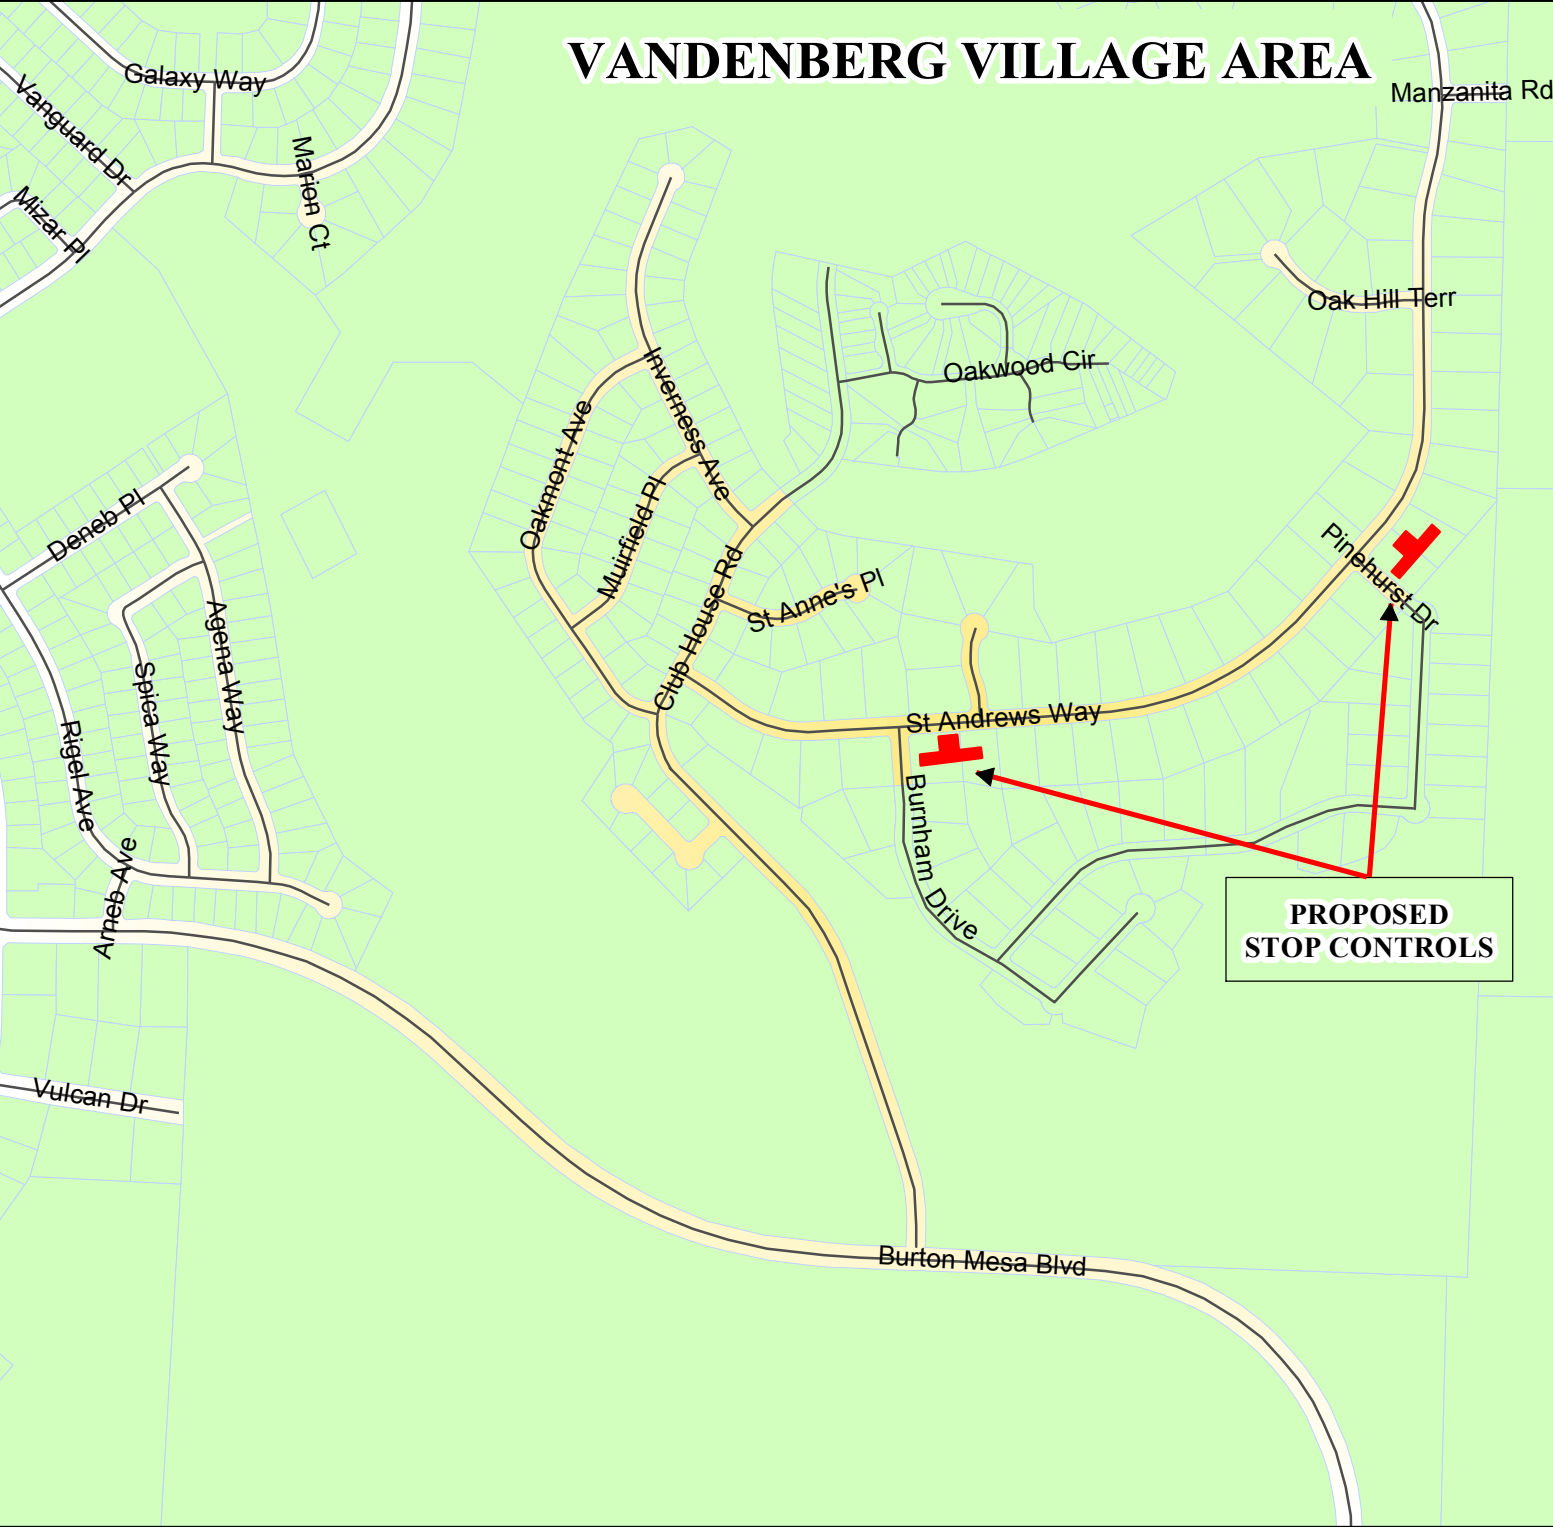 VANDENBERG VILLAGE AREA
Galaxy Way
Manzanita Rd
Vanguard Dr
Marion Ct
Mizar Pl
Oak Hill Terr
Inverness Ave
Oakwood Cir
Oakmont Ave
Muirfield Pl
Deneb Pl
Pinehurst Dr
Club House Rd
St Anne's Pl
Agena Way
Spica Way
Rigel Ave
St Andrews Way
Burnham Drive
Arneb Ave
PROPOSED
STOP CONTROLS
Vulcan Dr
Burton Mesa Blvd